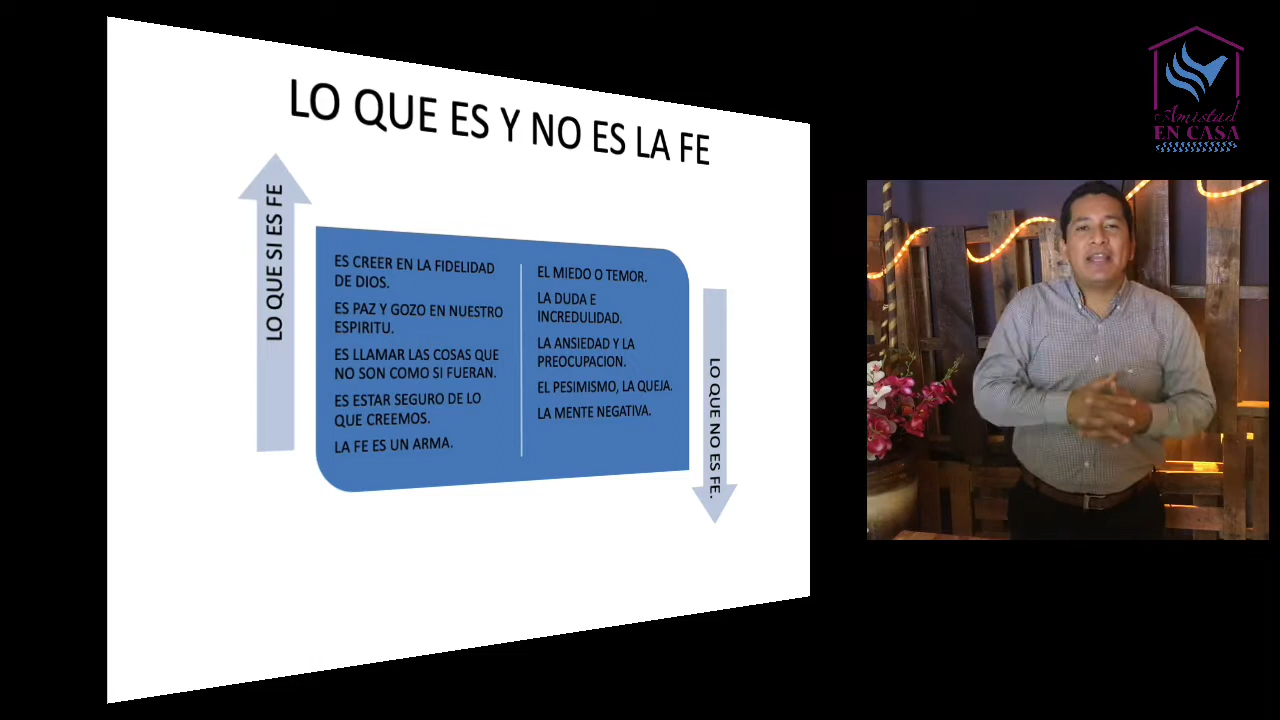 LO QUE ES Y NO ES LA FE
LO QUE SI ES FE
ES CREER EN LA FIDELIDAD
DE DIOS.
ES PAZ Y GOZO EN NUESTRO
ESPIRITU.
ES LLAMAR LAS COSAS QUE
NO SON COMO SI FUERAN.
ES ESTAR SEGURO DE LO
QUE CREEMOS.
LA FE ES UN ARMA.
EL MIEDO O TEMOR.
LA DUDA E
INCREDULIDAD.
LA ANSIEDAD Y LA
PREOCUPACION.
EL PESIMISMO, LA QUEJA.
LA MENTE NEGATIVA.
LO QUE NO ES FE.
Amistad
EN CASA